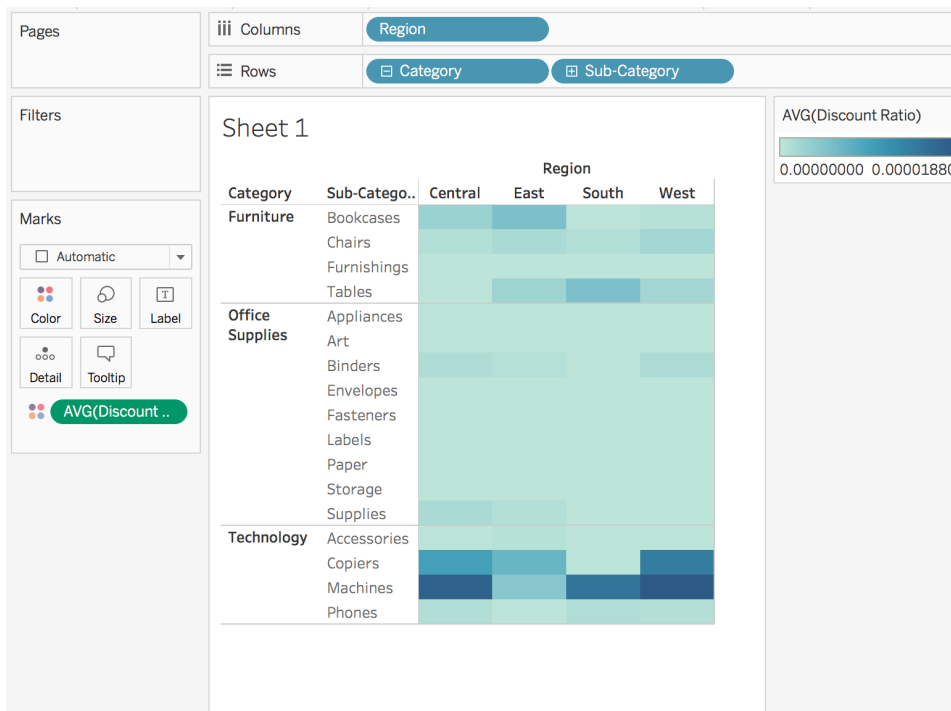 Pages
Columns
Region
Rows
Category
Sub-Category
Filters
Marks
Automatic
Color
Size
T
Label
Detail
Tooltip
AVG(Discount ..
Sheet 1
Region
Category Sub-Catego.. Central East South West
Furniture Bookcases
Chairs
Furnishings
Tables
Office
Supplies
Appliances
Art
Binders
Envelopes
Fasteners
Labels
Paper
Storage
Supplies
Technology Accessories
Copiers
Machines
Phones
AVG(Discount Ratio)
0.00000000 0.00001880